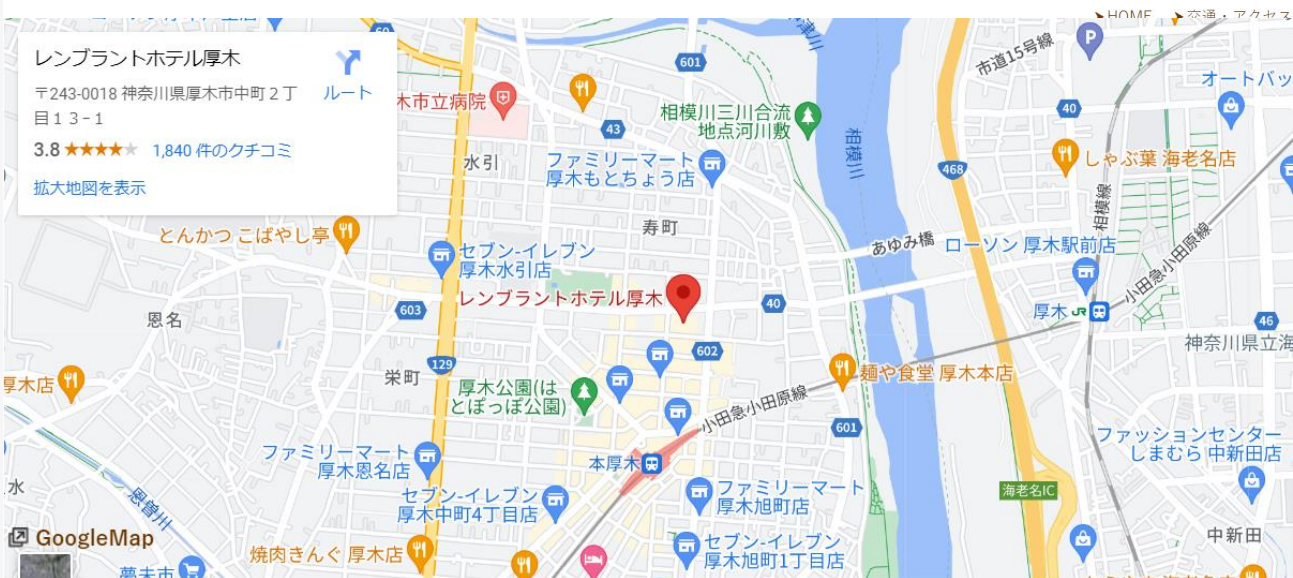 ➤HOME ➤交通・アクセス
レンブラントホテル厚木
〒243-0018 神奈川県厚木市中町２丁
目１３−１
ルート
3.8 ★★★★★ 1,840 件のクチコミ
拡大地図を表示
601
市道15号線
P
オートバッ
木市立病院
43
相模川三川合流
地点河川敷
相模川
40
水引
ファミリーマート
厚木もとちょう店
468
しゃぶ葉 海老名店
相模線
とんかつ こばやし亭
寿町
あゆみ橋
ローソン 厚木駅前店
小田急小田原線
セブン-イレブン
厚木水引店
レンブラントホテル厚木
603
40
恩名
厚木
JR
46
神奈川県立海
602
129
栄町
厚木店
厚木公園(は
とぽっぽ公園)
麺や食堂 厚木本店
小田急小田原線
601
ファミリーマート
厚木恩名店
本厚木
ファッションセンター
しまむら 中新田店
水
恩曽川
セブン-イレブン
厚木中町4丁目店
ファミリーマート
厚木旭町店
海老名IC
GoogleMap
焼肉きんぐ 厚木店
セブン-イレブン
厚木旭町1丁目店
中新田